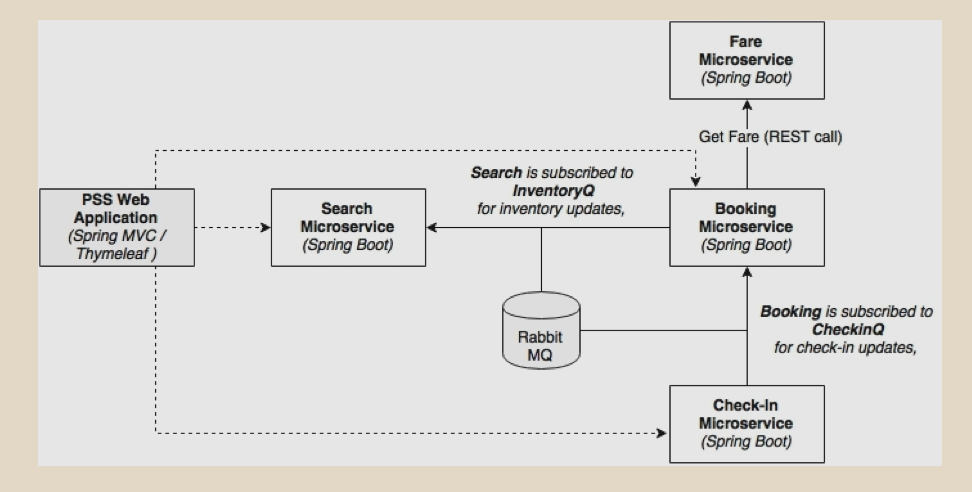 Fare
Microservice
(Spring Boot)
Get Fare (REST call)
Search is subscribed to
InventoryQ
for inventory updates,
PSS Web
Application
(Spring MVC /
Thymeleaf )
Search
Microservice
(Spring Boot)
Booking
Microservice
(Spring Boot)
Rabbit
MQ
Booking is subscribed to
CheckinQ
for check-in updates,
Check-In
Microservice
(Spring Boot)